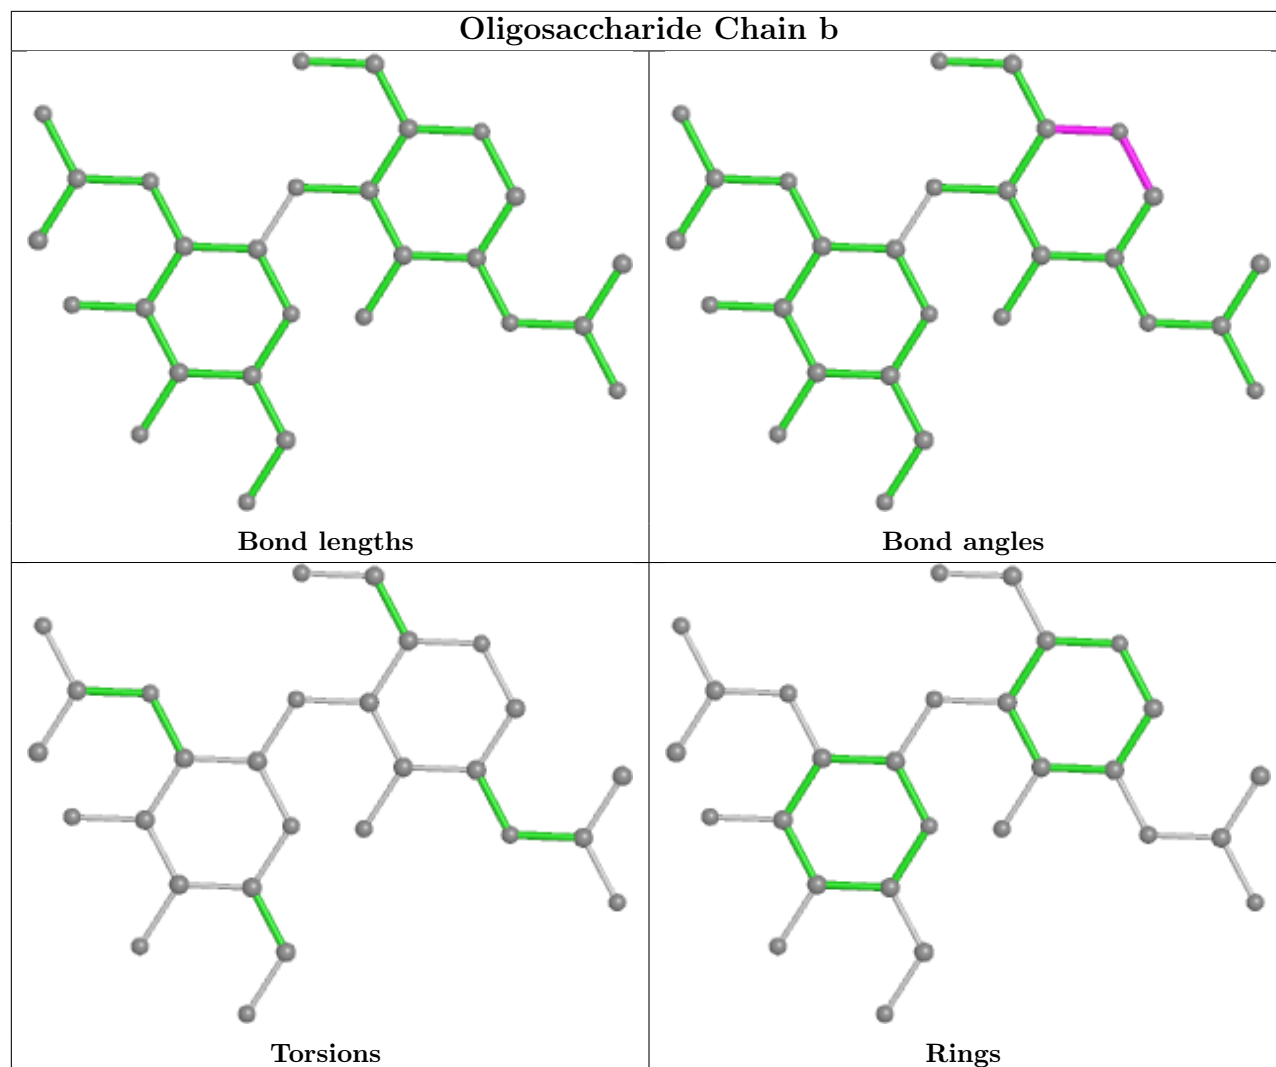 Oligosaccharide Chain b
Bond lengths
Bond angles
Torsions
Rings